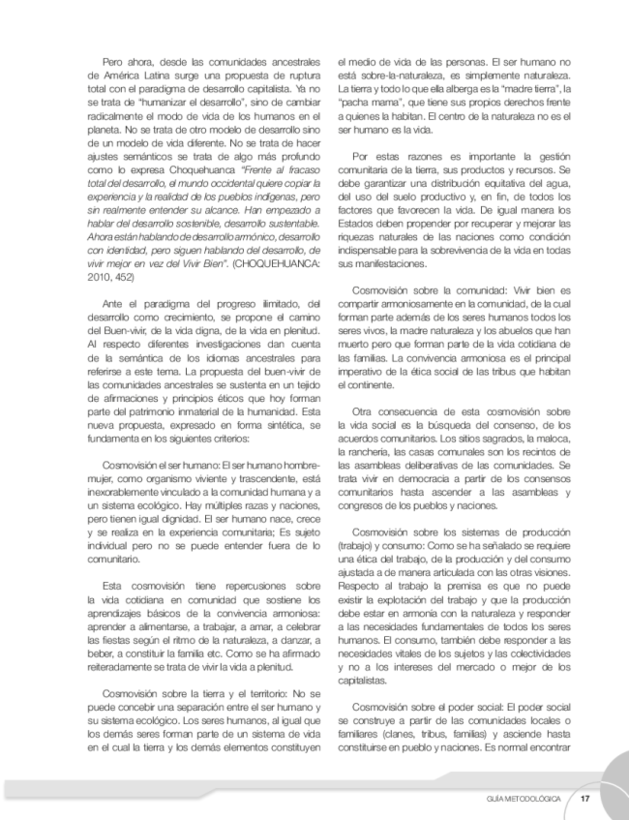 Pero ahora, desde las comunidades ancestrales
de América Latina surge una propuesta de ruptura
total con el paradigma de desarrollo capitalista. Ya no
se trata de “humanizar el desarrollo”, sino de cambiar
radicalmente el modo de vida de los humanos en el
planeta. No se trata de otro modelo de desarrollo sino
de un modelo de vida diferente. No se trata de hacer
ajustes semánticos se trata de algo más profundo
como lo expresa Choquehuanca “Frente al fracaso
total del desarrollo, el mundo occidental quiere copiar la
experiencia y la realidad de los pueblos indígenas, pero
sin realmente entender su alcance. Han empezado a
hablar del desarrollo sostenible, desarrollo sustentable.
Ahora están hablando de desarrollo armónico, desarrollo
con identidad, pero siguen hablando del desarrollo, de
vivir mejor en vez del Vivir Bien”. (CHOQUEHUANCA:
2010, 452)
Ante el paradigma del progreso ilimitado, del
desarrollo como crecimiento, se propone el camino
del Buen-vivir, de la vida digna, de la vida en plenitud.
Al respecto diferentes investigaciones dan cuenta
de la semántica de los idiomas ancestrales para
referirse a este tema. La propuesta del buen-vivir de
las comunidades ancestrales se sustenta en un tejido
de afirmaciones y principios éticos que hoy forman
parte del patrimonio inmaterial de la humanidad. Esta
nueva propuesta, expresado en forma sintética, se
fundamenta en los siguientes criterios:
Cosmovisión el ser humano: El ser humano hombre-
mujer, como organismo viviente y trascendente, está
inexorablemente vinculado a la comunidad humana y a
un sistema ecológico. Hay múltiples razas y naciones,
pero tienen igual dignidad. El ser humano nace, crece
y se realiza en la experiencia comunitaria; Es sujeto
individual pero no se puede entender fuera de lo
comunitario.
Esta cosmovisión tiene repercusiones sobre
la vida cotidiana en comunidad que sostiene los
aprendizajes básicos de la convivencia armoniosa:
aprender a alimentarse, a trabajar, a amar, a celebrar
las fiestas según el ritmo de la naturaleza, a danzar, a
beber, a constituir la familia etc. Como se ha afirmado
reiteradamente se trata de vivir la vida a plenitud.
Cosmovisión sobre la tierra y el territorio: No se
puede concebir una separación entre el ser humano y
su sistema ecológico. Los seres humanos, al igual que
los demás seres forman parte de un sistema de vida
en el cual la tierra y los demás elementos constituyen
el medio de vida de las personas. El ser humano no
está sobre-la-naturaleza, es simplemente naturaleza.
La tierra y todo lo que ella alberga es la “madre tierra”, la
“pacha mama”, que tiene sus propios derechos frente
a quienes la habitan. El centro de la naturaleza no es el
ser humano es la vida.
Por estas razones es importante la gestión
comunitaria de la tierra, sus productos y recursos. Se
debe garantizar una distribución equitativa del agua,
del uso del suelo productivo y, en fin, de todos los
factores que favorecen la vida. De igual manera los
Estados deben propender por recuperar y mejorar las
riquezas naturales de las naciones como condición
indispensable para la sobrevivencia de la vida en todas
sus manifestaciones.
Cosmovisión sobre la comunidad: Vivir bien es
compartir armoniosamente en la comunidad, de la cual
forman parte además de los seres humanos todos los
seres vivos, la madre naturaleza y los abuelos que han
muerto pero que forman parte de la vida cotidiana de
las familias. La convivencia armoniosa es el principal
imperativo de la ética social de las tribus que habitan
el continente.
Otra consecuencia de esta cosmovisión sobre
la vida social es la búsqueda del consenso, de los
acuerdos comunitarios. Los sitios sagrados, la maloca,
la ranchería, las casas comunales son los recintos de
las asambleas deliberativas de las comunidades. Se
trata vivir en democracia a partir de los consensos
comunitarios hasta ascender a las asambleas y
congresos de los pueblos y naciones.
Cosmovisión sobre los sistemas de producción
(trabajo) y consumo: Como se ha señalado se requiere
una ética del trabajo, de la producción y del consumo
ajustada a de manera articulada con las otras visiones.
Respecto al trabajo la premisa es que no puede
existir la explotación del trabajo y que la producción
debe estar en armonía con la naturaleza y responder
a las necesidades fundamentales de todos los seres
humanos. El consumo, también debe responder a las
necesidades vitales de los sujetos y las colectividades
y no a los intereses del mercado o mejor de los
capitalistas.
Cosmovisión sobre el poder social: El poder social
se construye a partir de las comunidades locales o
familiares (clanes, tribus, familias) y asciende hasta
constituirse en pueblo y naciones. Es normal encontrar
GUÍA METODOLÓGICA 17